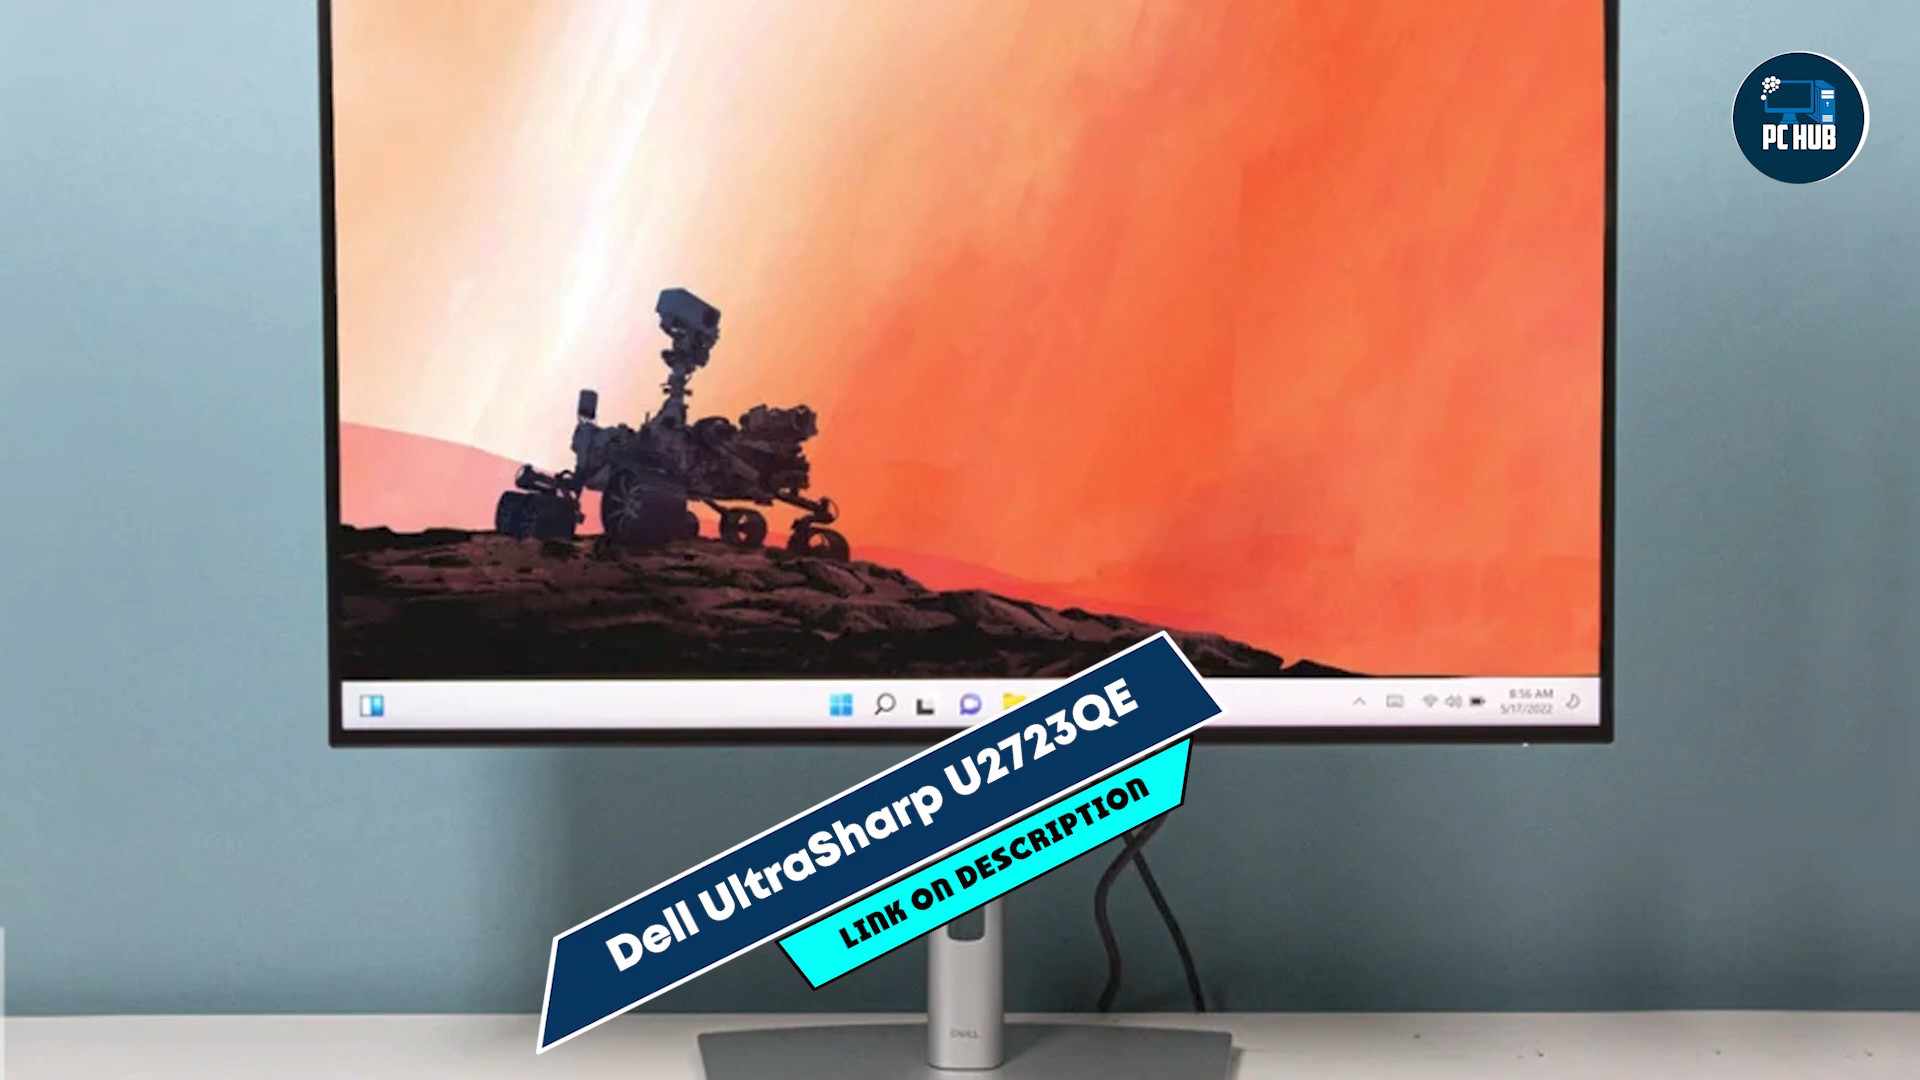 PC HUB
8:56 AM
5/17/2022
Dell UltraSharp U2723QE
LINK ON DESCRIPTION
DELL